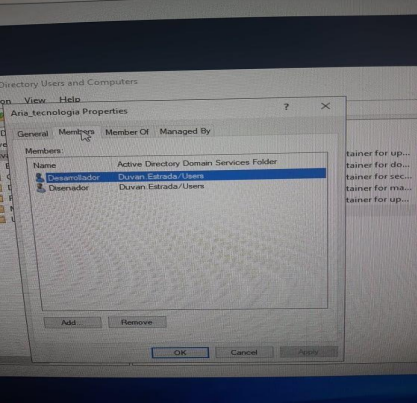 Directory Users and Computers
View Help
Aria_tecnologia Properties ? ×
General Members Member Of Managed By
Members:
Name Active Directory Domain Services Folder
Desarrollador Duvan.Estrada/Users
Disenador Duvan.Estrada/Users
Add... Remove
OK Cancel Apply
tainer for up...
tainer for do...
tainer for sec...
tainer for ma...
tainer for up...